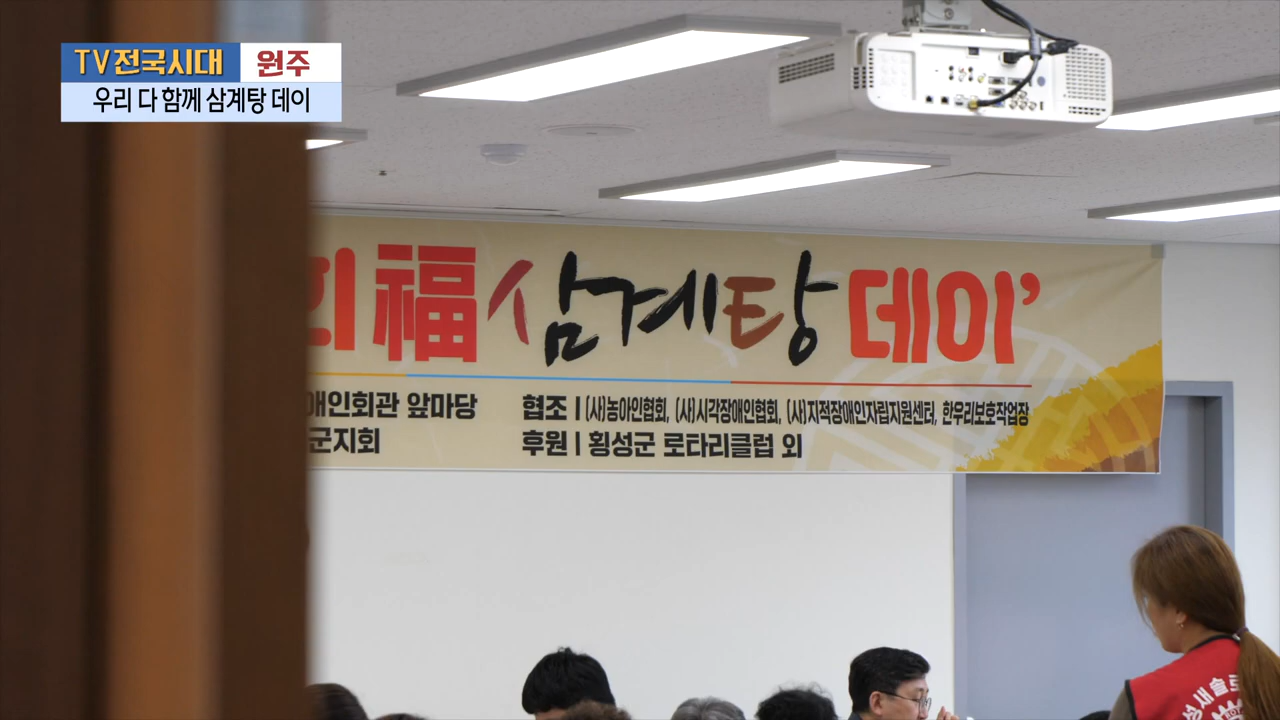 TV전국시대 원주
우리 다 함께 삼계탕 데이
福 삼계탕 데이’
애인회관 앞마당
군지회
협조 | (사)농아인협회, (사)시각장애인협회, (사)지적장애인자립지원센터, 한우리보호작업장
후원 | 횡성군 로타리클럽 외
성새솔로